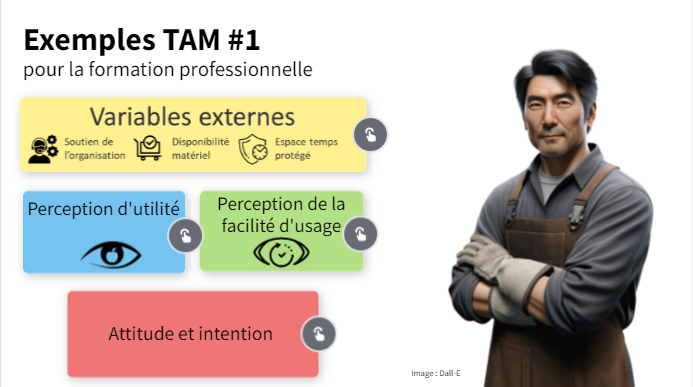 Exemples TAM #1
pour la formation professionnelle
Variables externes
Soutien de
l'organisation
Disponibilité
matériel
Espace temps
protégé
Perception d'utilité
Perception de la
facilité d'usage
Attitude et intention
Image : Dall-E